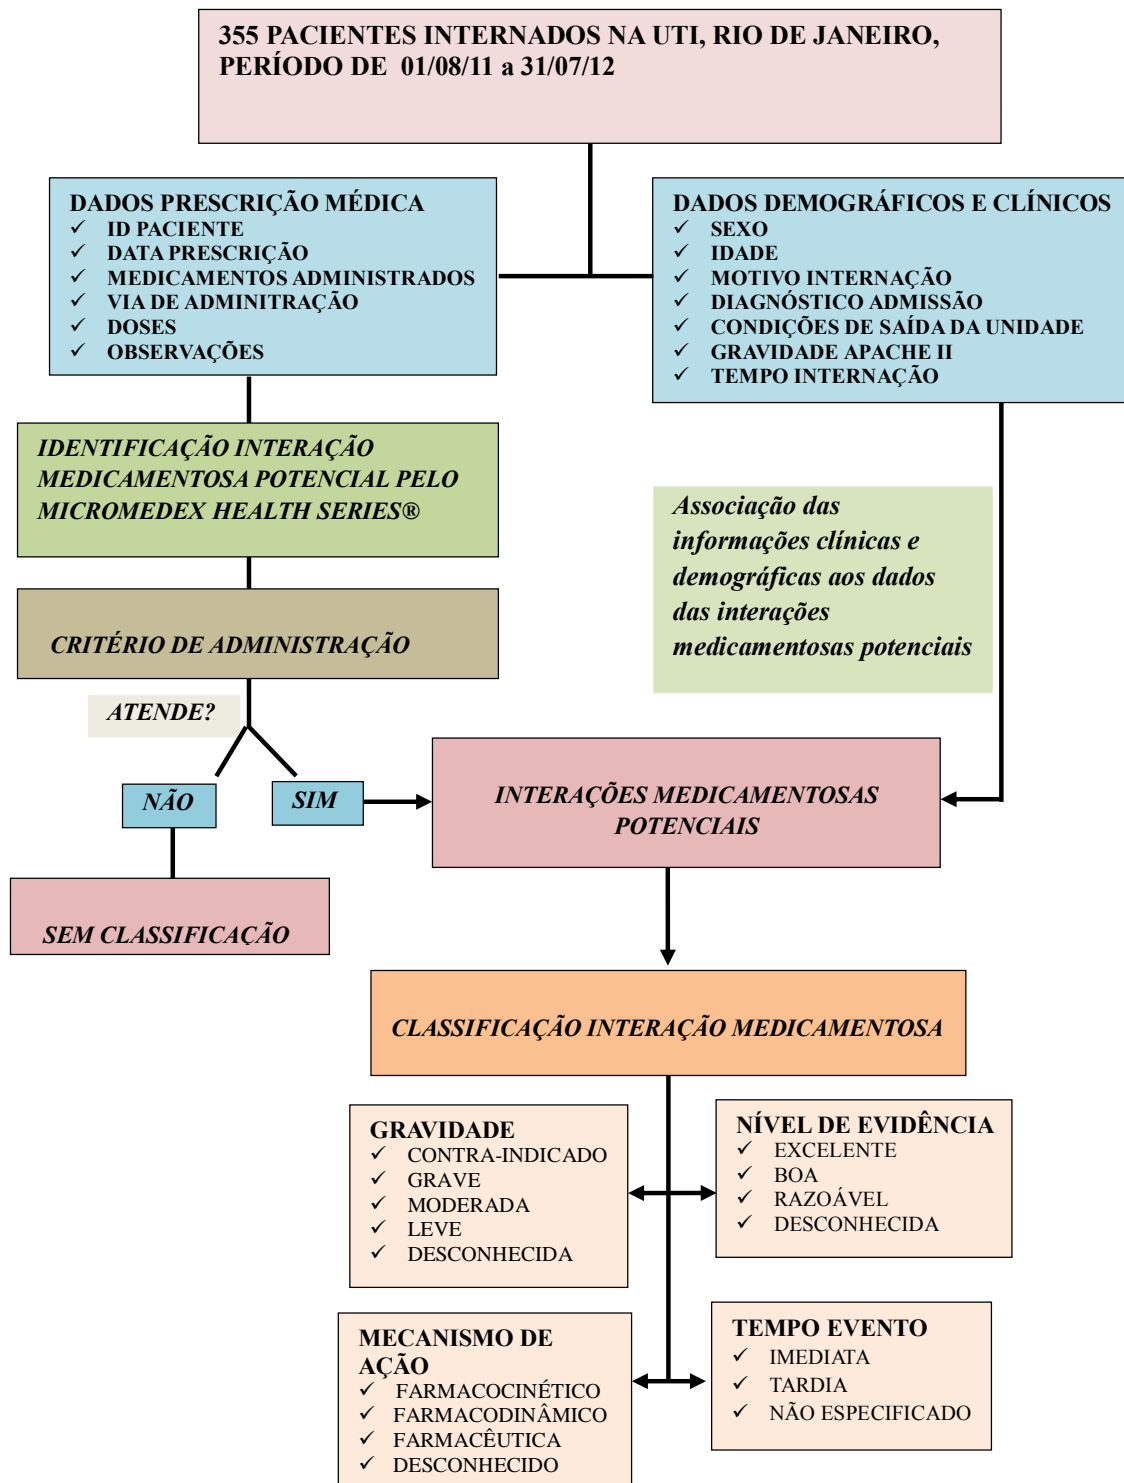 355 PACIENTES INTERNADOS NA UTI, RIO DE JANEIRO,
PERÍODO DE 01/08/11 a 31/07/12
DADOS PRESCRIÇÃO MÉDICA
✓ ID PACIENTE
✓ DATA PRESCRIÇÃO
✓ MEDICAMENTOS ADMINISTRADOS
✓ VIA DE ADMINITRAÇÃO
✓ DOSES
✓ OBSERVAÇÕES
DADOS DEMOGRÁFICOS E CLÍNICOS
✓ SEXO
✓ IDADE
✓ MOTIVO INTERNAÇÃO
✓ DIAGNÓSTICO ADMISSÃO
✓ CONDIÇÕES DE SAÍDA DA UNIDADE
✓ GRAVIDADE APACHE II
✓ TEMPO INTERNAÇÃO
IDENTIFICAÇÃO INTERAÇÃO
MEDICAMENTOSA POTENCIAL PELO
MICROMEDEX HEALTH SERIES®
Associação das
informações clínicas e
demográficas aos dados
das interações
medicamentosas potenciais
CRITÉRIO DE ADMINISTRAÇÃO
ATENDE?
NÃO
SIM
INTERAÇÕES MEDICAMENTOSAS
POTENCIAIS
SEM CLASSIFICAÇÃO
CLASSIFICAÇÃO INTERAÇÃO MEDICAMENTOSA
GRAVIDADE
✓ CONTRA-INDICADO
✓ GRAVE
✓ MODERADA
✓ LEVE
✓ DESCONHECIDA
NÍVEL DE EVIDÊNCIA
✓ EXCELENTE
✓ BOA
✓ RAZOÁVEL
✓ DESCONHECIDA
MECANISMO DE
AÇÃO
✓ FARMACOCINÉTICO
✓ FARMACODINÂMICO
✓ FARMACÊUTICA
✓ DESCONHECIDO
TEMPO EVENTO
✓ IMEDIATA
✓ TARDIA
✓ NÃO ESPECIFICADO